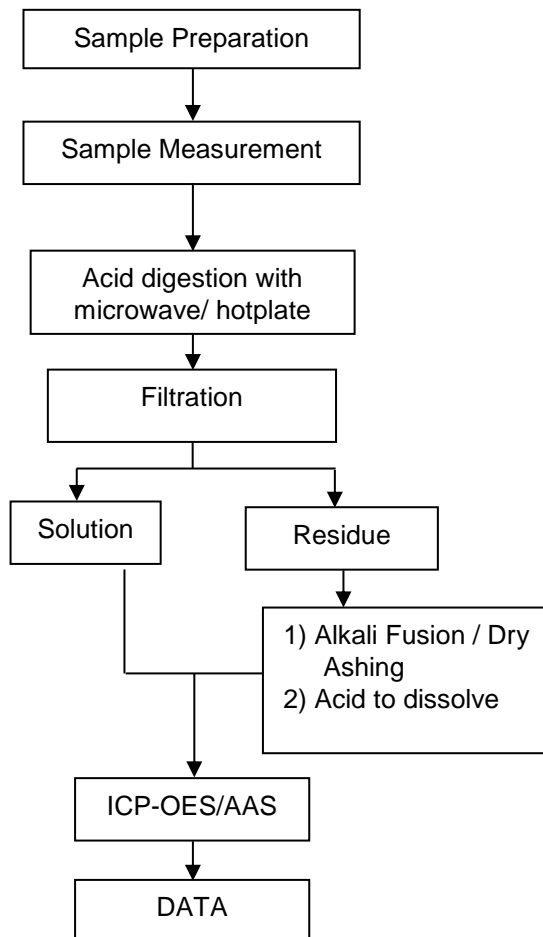 Sample Preparation
Sample Measurement
Acid digestion with
microwave/ hotplate
Filtration
Solution
Residue
1) Alkali Fusion / Dry
Ashing
2) Acid to dissolve
ICP-OES/AAS
DATA